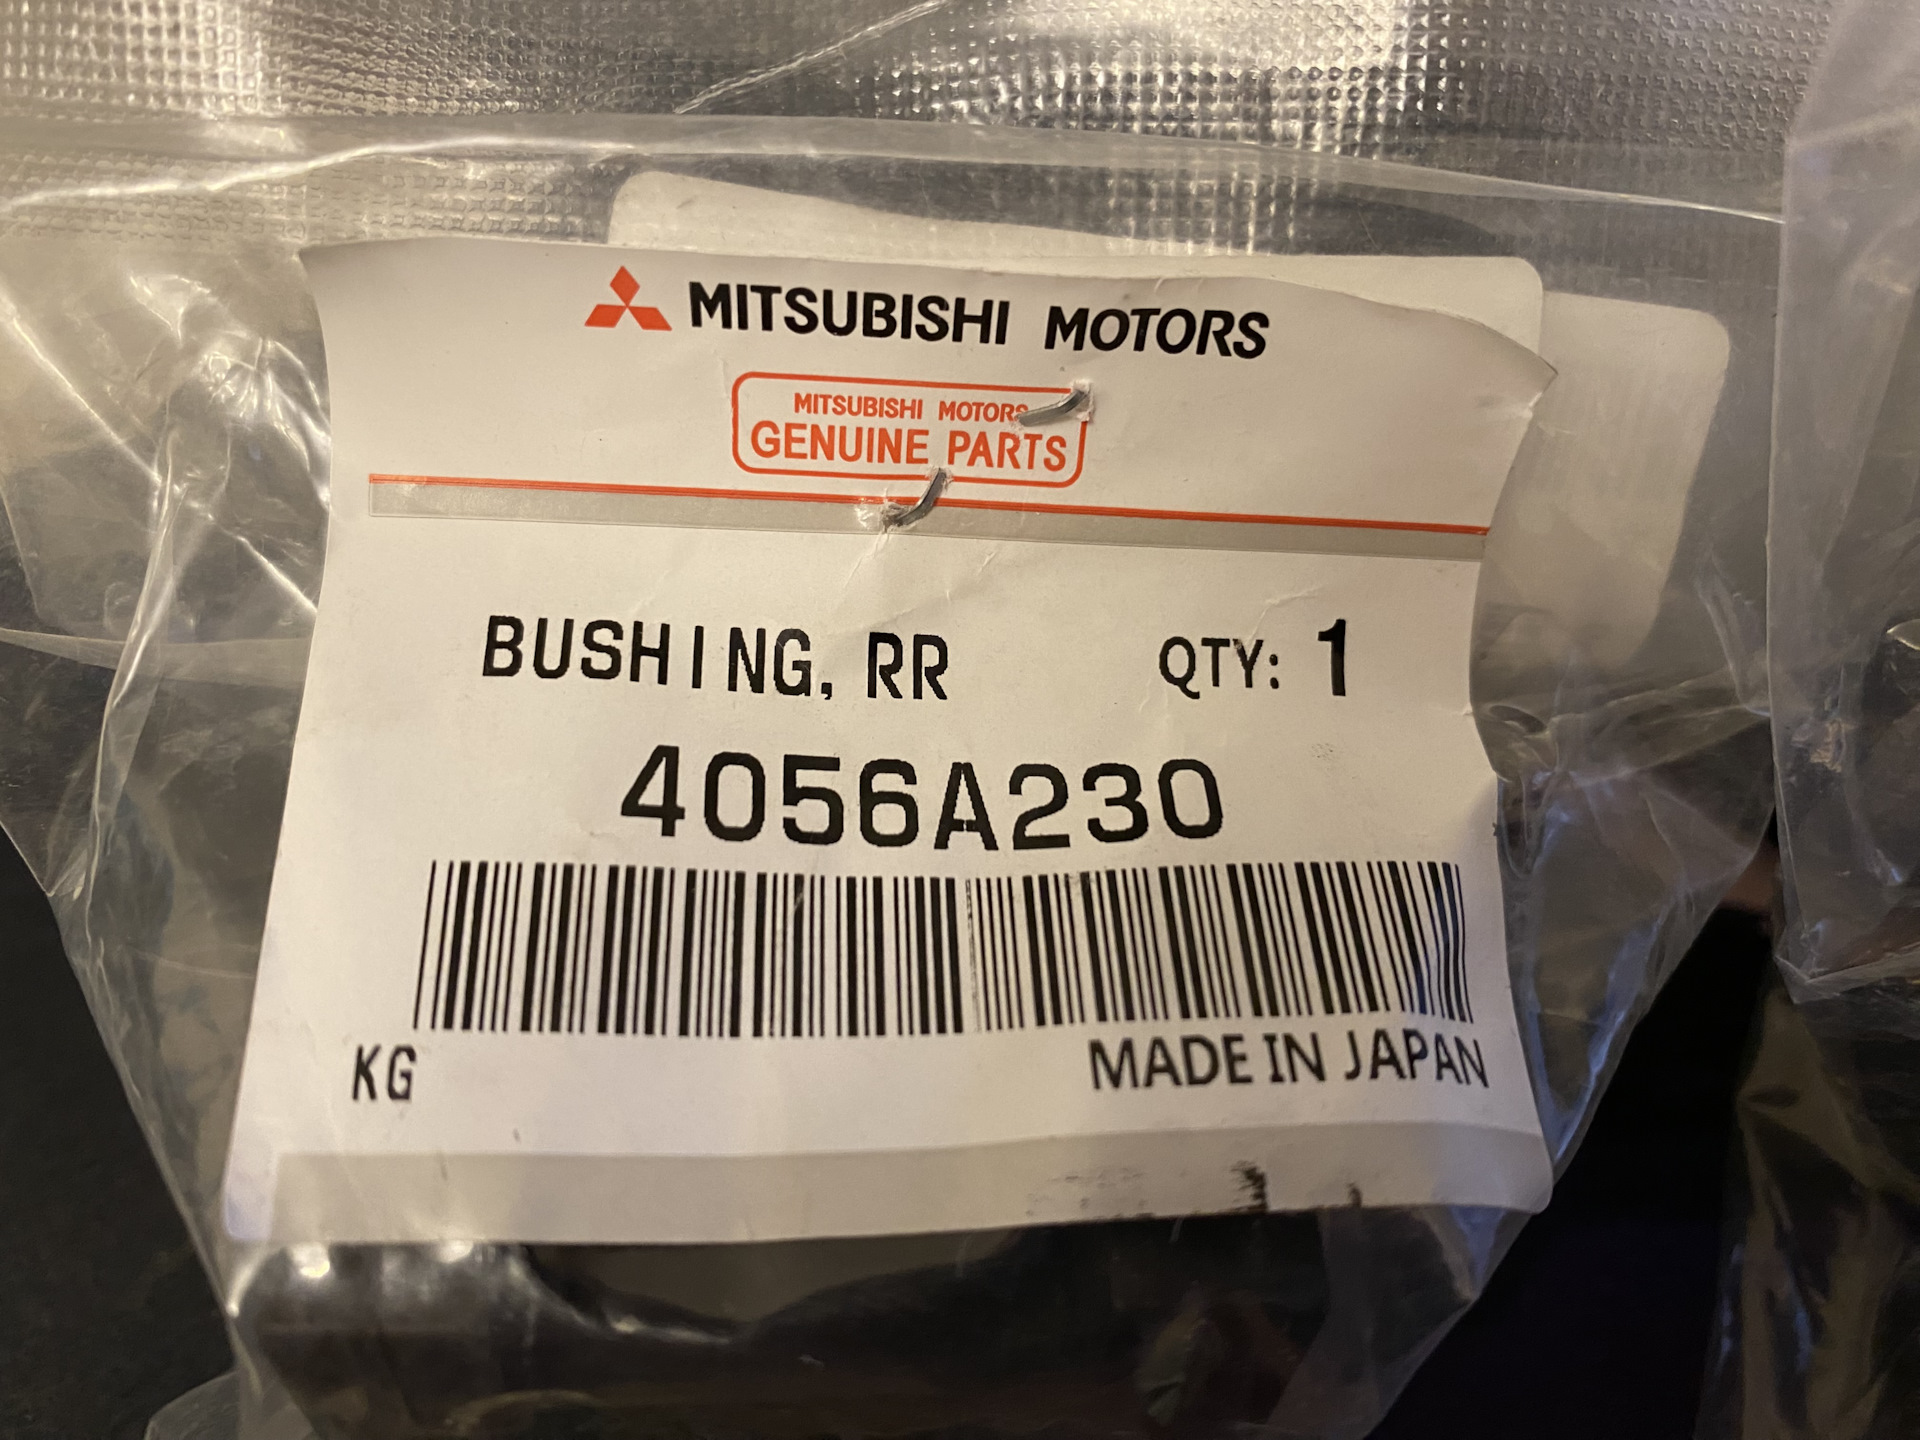 MITSUBISHI MOTORS
MITSUBISHI MOTORS
GENUINE PARTS
BUSHING, RR QTY: 1
4056A230
KG MADE IN JAPAN